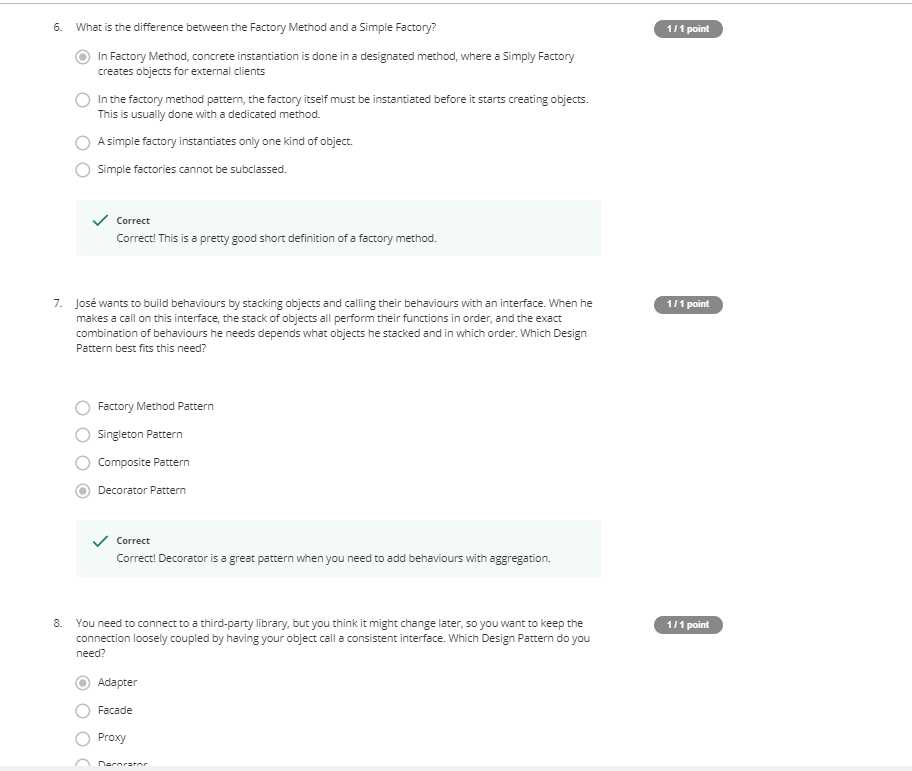 6. What is the difference between the Factory Method and a Simple Factory?
1 / 1 point
In Factory Method, concrete instantiation is done in a designated method, where a Simply Factory
creates objects for external clients
In the factory method pattern, the factory itself must be instantiated before it starts creating objects.
This is usually done with a dedicated method.
A simple factory instantiates only one kind of object.
Simple factories cannot be subclassed.
Correct
Correct! This is a pretty good short definition of a factory method.
7. José wants to build behaviours by stacking objects and calling their behaviours with an interface. When he
1 / 1 point
makes a call on this interface, the stack of objects all perform their functions in order, and the exact
combination of behaviours he needs depends what objects he stacked and in which order. Which Design
Pattern best fits this need?
Factory Method Pattern
Singleton Pattern
Composite Pattern
Decorator Pattern
Correct
Correct! Decorator is a great pattern when you need to add behaviours with aggregation.
8. You need to connect to a third-party library, but you think it might change later, so you want to keep the
1 / 1 point
connection loosely coupled by having your object call a consistent interface. Which Design Pattern do you
need?
Adapter
Facade
Proxy
Decorator